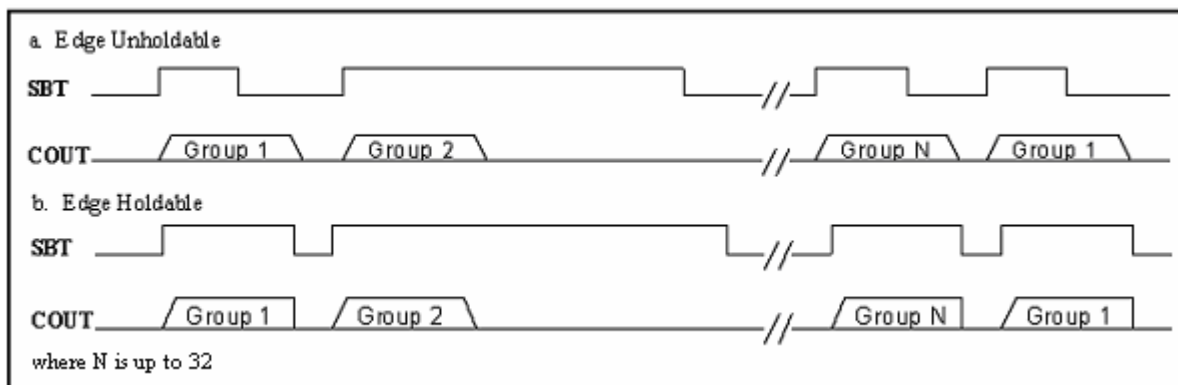 a. Edge Unholdable
SBT
COUT Group 1 Group 2 Group N Group 1
b. Edge Holdable
SBT
COUT Group 1 Group 2 Group N Group 1
where N is up to 32